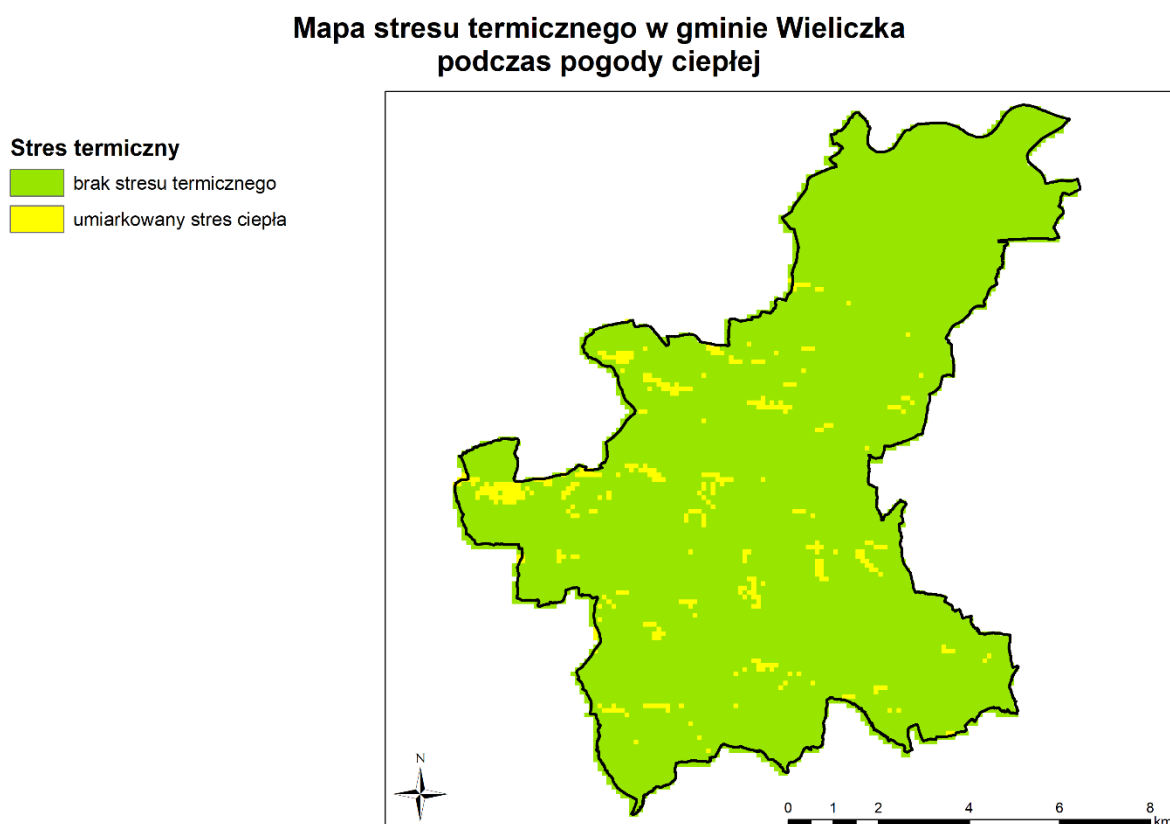 Mapa stresu termicznego w gminie Wieliczka
podczas pogody ciepłej
Stres termiczny
brak stresu termicznego
umiarkowany stres ciepła
N
0 1 2 4 6 8
km